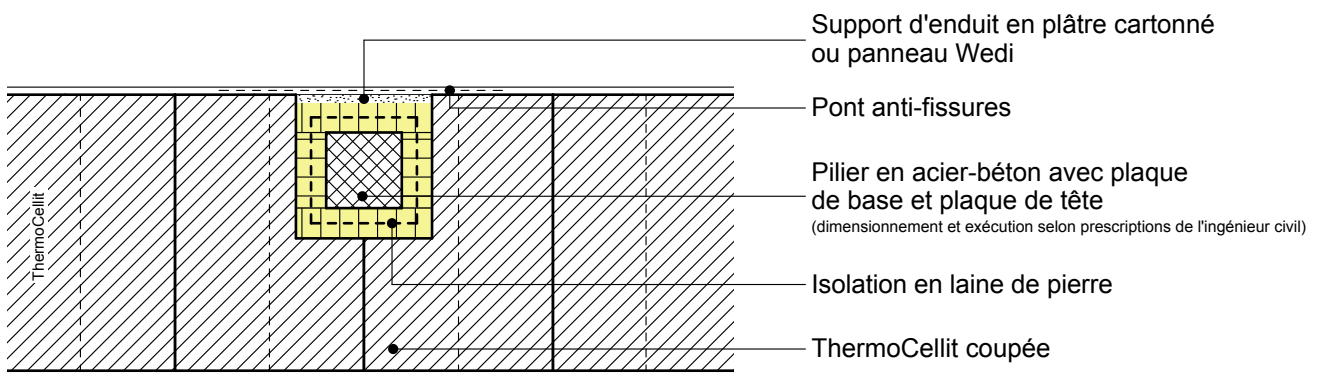 Support d'enduit en plâtre cartonné
ou panneau Wedi
Pont anti-fissures
Pilier en acier-béton avec plaque
de base et plaque de tête
(dimensionnement et exécution selon prescriptions de l'ingénieur civil)
Isolation en laine de pierre
ThermoCellit coupée
ThermoCellit